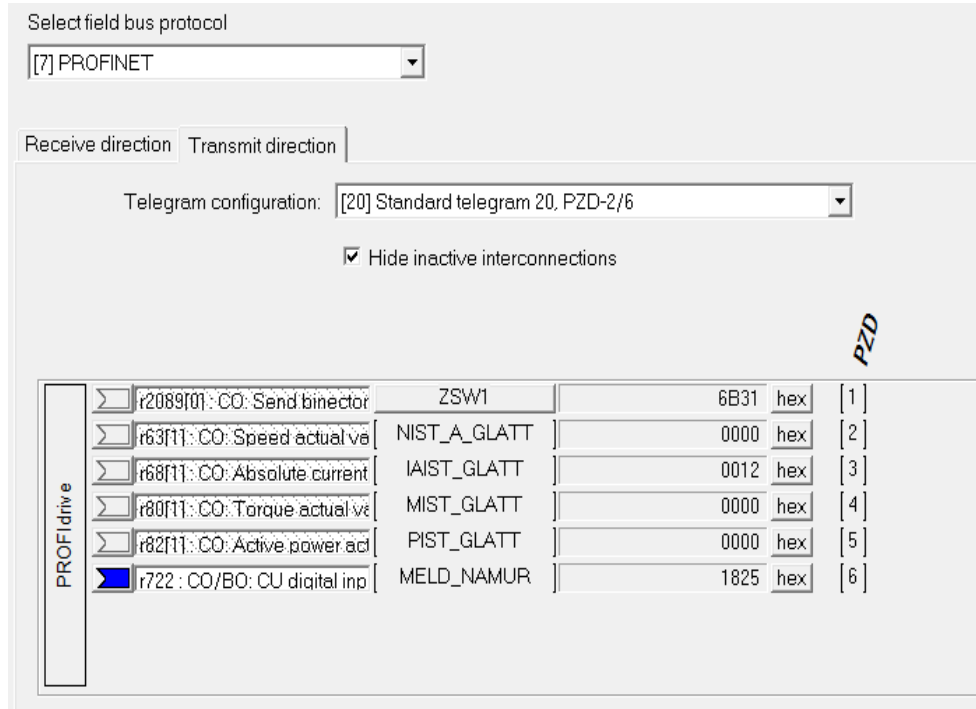 Select field bus protocol
[7] PROFINET
Receive direction Transmit direction
Telegram configuration: [20] Standard telegram 20, PZD-2/6
Hide inactive interconnections
PZD
PROFIdrive
r2089[0] : CO: Send binector ZSW1 6B31 hex [ 1 ]
r63[1] : CO: Speed actual va [ NIST_A_GLATT ] 0000 hex [ 2 ]
r68[1] : CO: Absolute current [ IAIST_GLATT ] 0012 hex [ 3 ]
r80[1] : CO: Torque actual va [ MIST_GLATT ] 0000 hex [ 4 ]
r82[1] : CO: Active power act [ PIST_GLATT ] 0000 hex [ 5 ]
r722 : CO/BO: CU digital inp [ MELD_NAMUR ] 1825 hex [ 6 ]